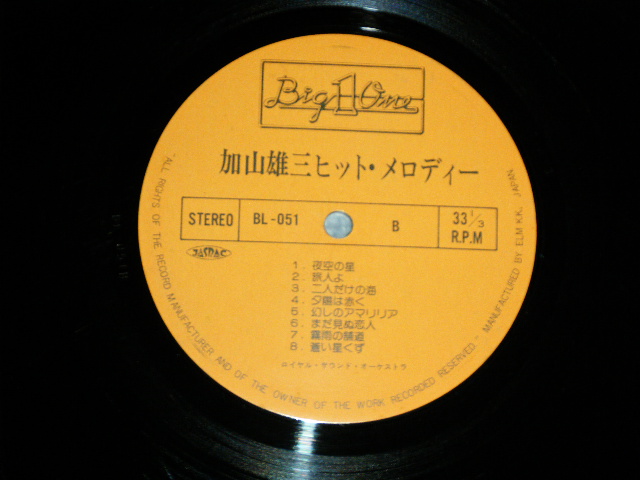 Big 1 One
加山雄三ヒット・メロディー
STEREO BL-051 B 33 1/3 R.P.M
JASRAC
1. 夜空の星
2. 旅人よ
3. 二人だけの海
4. 夕陽は赤く
5. 幻しのアマリリア
6. まだ見ぬ恋人
7. 霧雨の舗道
8. 蒼い星くず
ロイヤル・サウンド・オーケストラ
"ALL RIGHTS OF THE RECORD MANUFACTURER AND OF THE OWNER OF THE WORK RECORDED RESERVED." MANUFACTURED BY ELM K.K. JAPAN